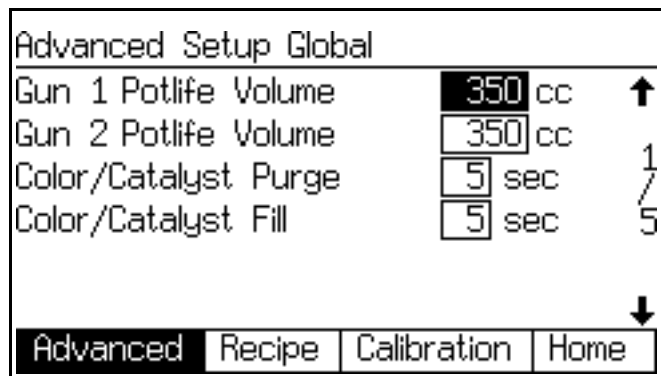 Advanced Setup Global
Gun 1 Potlife Volume 350 cc
Gun 2 Potlife Volume 350 cc
Color/Catalyst Purge 5 sec
Color/Catalyst Fill 5 sec
1/5
Advanced Recipe Calibration Home